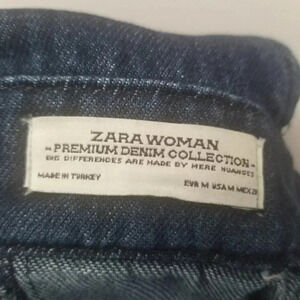 ZARA WOMAN
- PREMIUM DENIM COLLECTION -
BIG DIFFERENCES ARE MADE BY MERE NUANCES
MADE IN TURKEY EUR M USA M MEX 28